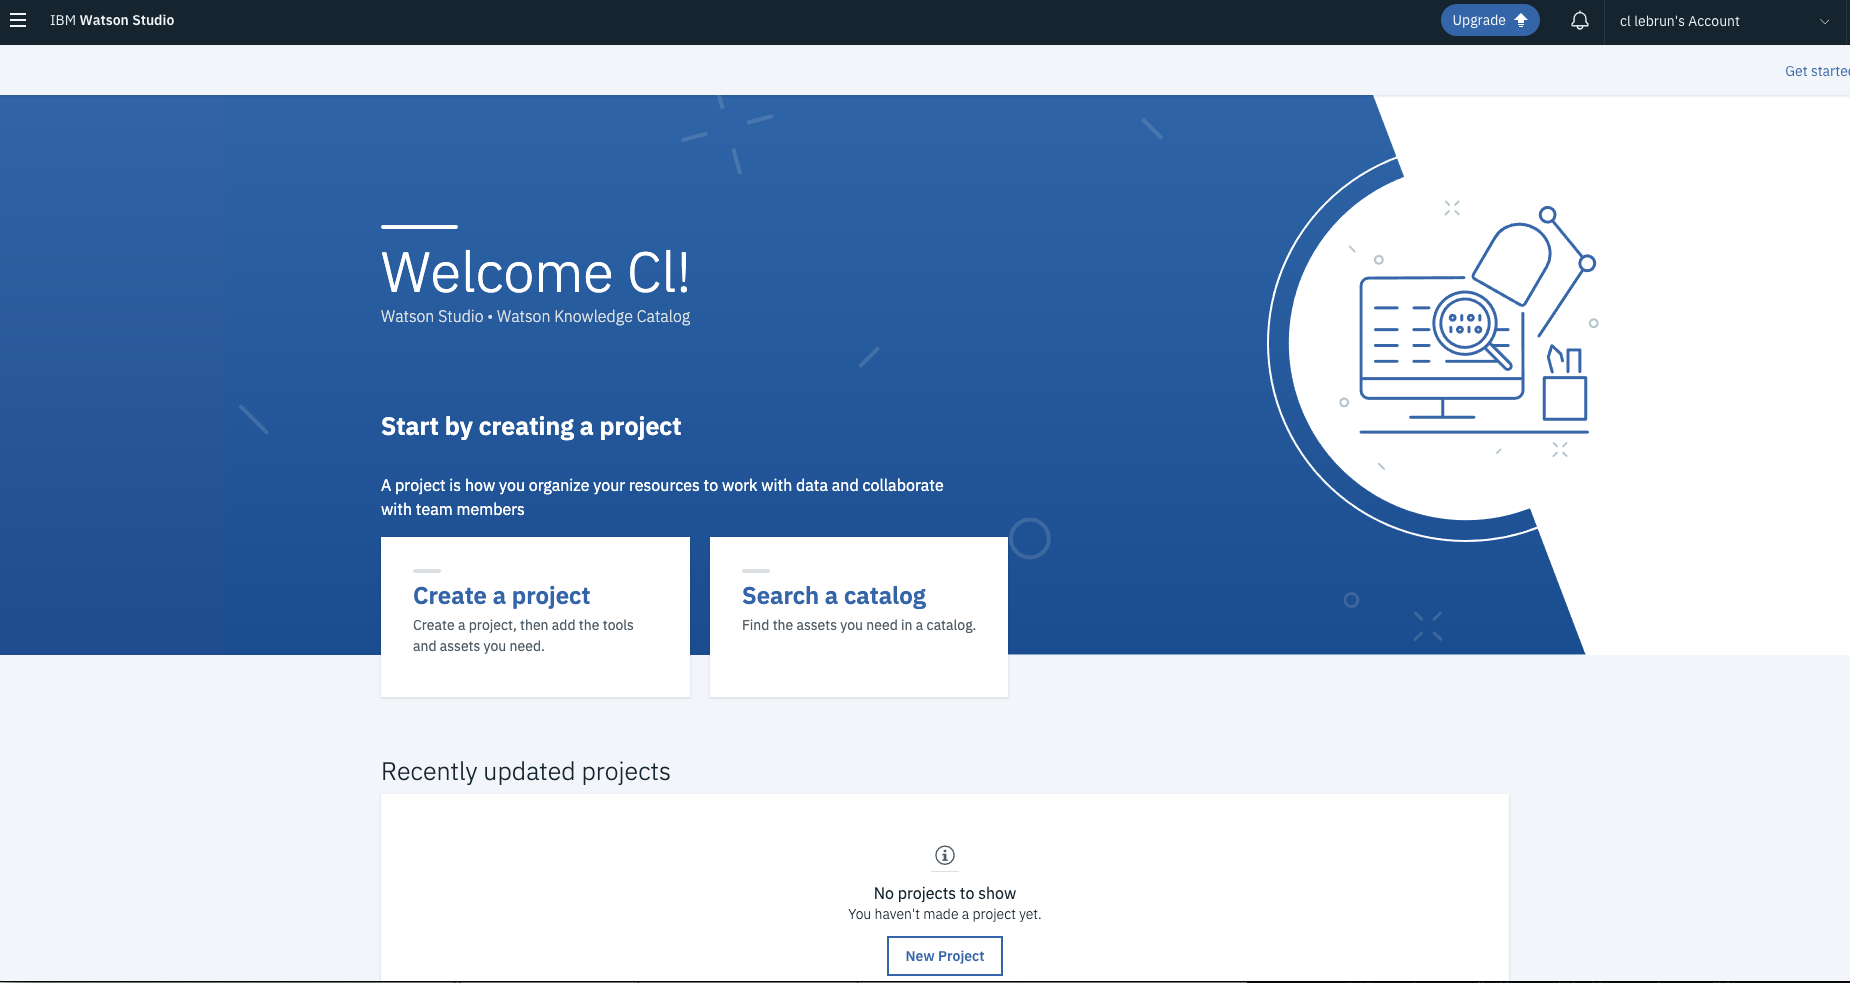 IBM Watson Studio
Upgrade
cl lebrun's Account
Get started
Welcome Cl!
Watson Studio • Watson Knowledge Catalog
Start by creating a project
A project is how you organize your resources to work with data and collaborate
with team members
Create a project
Create a project, then add the tools
and assets you need.
Search a catalog
Find the assets you need in a catalog.
Recently updated projects
No projects to show
You haven't made a project yet.
New Project